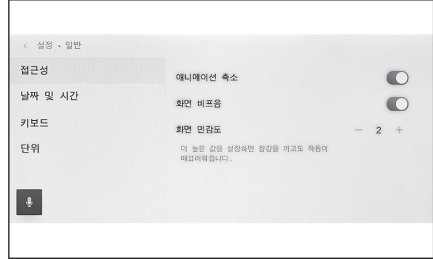 < 설정 • 일반
접근성
날짜 및 시간
키보드
단위
애니메이션 축소
화면 비프음
화면 민감도
− 2 +
더 높은 값을 설정하면 장갑을 끼고도 작동이
매끄러워집니다.